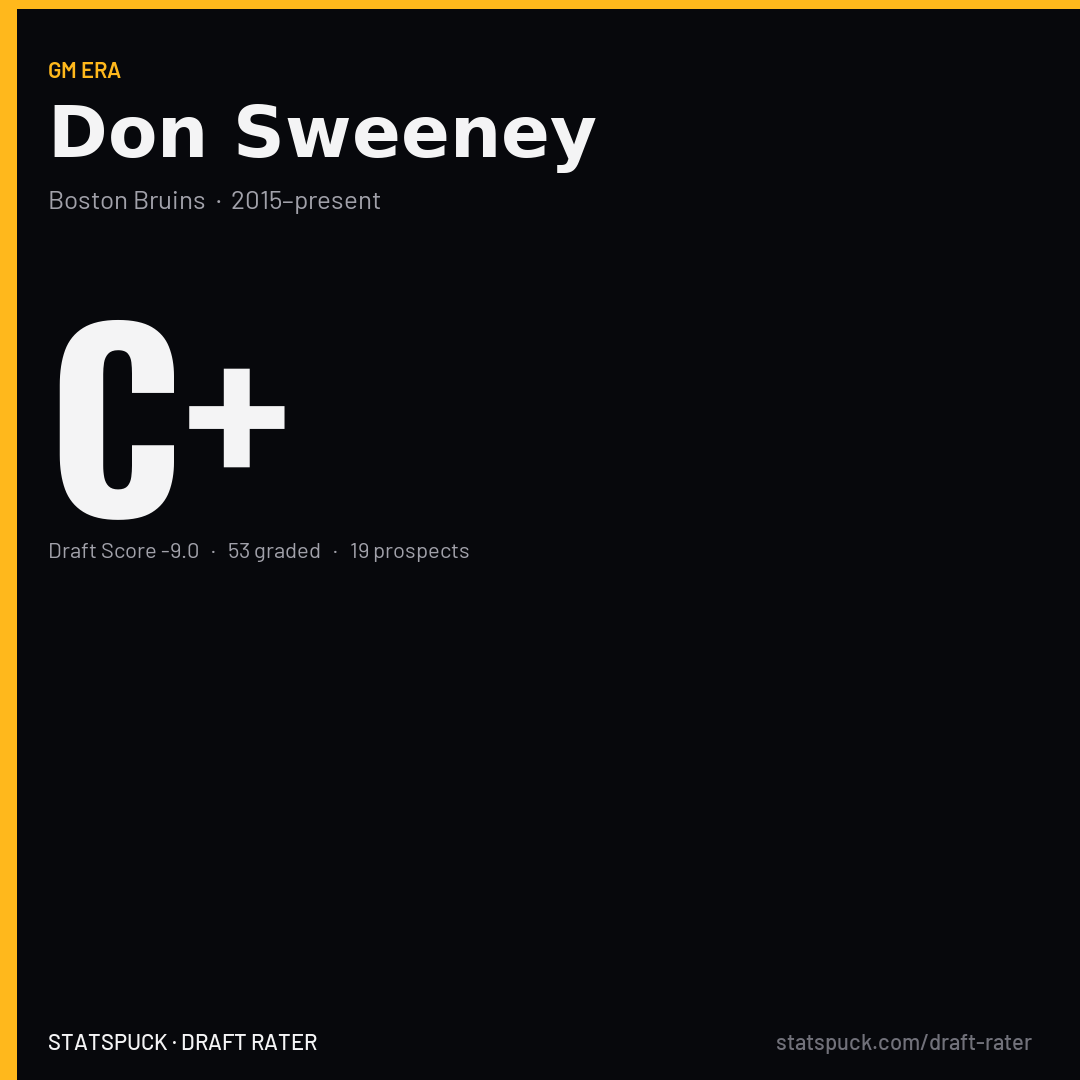 GM ERA
Don Sweeney
Boston Bruins · 2015–present
C+
Draft Score -9.0 · 53 graded · 19 prospects
STATSPUCK · DRAFT RATER
statspuck.com/draft-rater